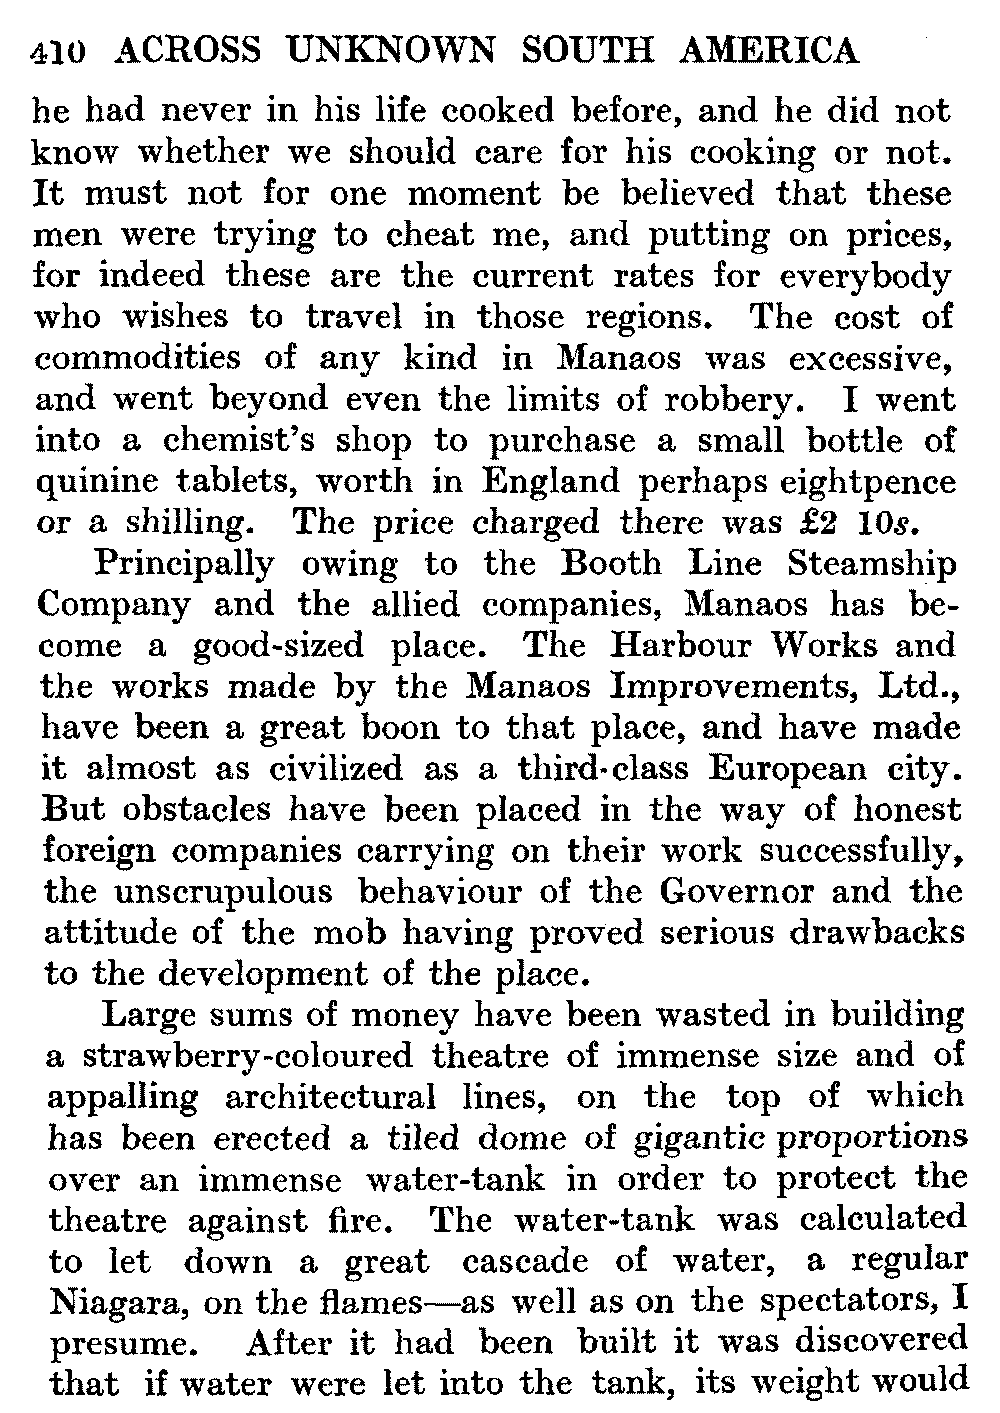 410 ACROSS UNKNOWN SOUTH AMERICA
he had never in his life cooked before, and he did not
know whether we should care for his cooking or not.
It must not for one moment be believed that these
men were trying to cheat me, and putting on prices,
for indeed these are the current rates for everybody
who wishes to travel in those regions. The cost of
commodities of any kind in Manaos was excessive,
and went beyond even the limits of robbery. I went
into a chemist's shop to purchase a small bottle of
quinine tablets, worth in England perhaps eightpence
or a shilling. The price charged there was £2 10s.
Principally owing to the Booth Line Steamship
Company and the allied companies, Manaos has be-
come a good-sized place. The Harbour Works and
the works made by the Manaos Improvements, Ltd.,
have been a great boon to that place, and have made
it almost as civilized as a third-class European city.
But obstacles have been placed in the way of honest
foreign companies carrying on their work successfully,
the unscrupulous behaviour of the Governor and the
attitude of the mob having proved serious drawbacks
to the development of the place.
Large sums of money have been wasted in building
a strawberry-coloured theatre of immense size and of
appalling architectural lines, on the top of which
has been erected a tiled dome of gigantic proportions
over an immense water-tank in order to protect the
theatre against fire. The water-tank was calculated
to let down a great cascade of water, a regular
Niagara, on the flames—as well as on the spectators, I
presume. After it had been built it was discovered
that if water were let into the tank, its weight would